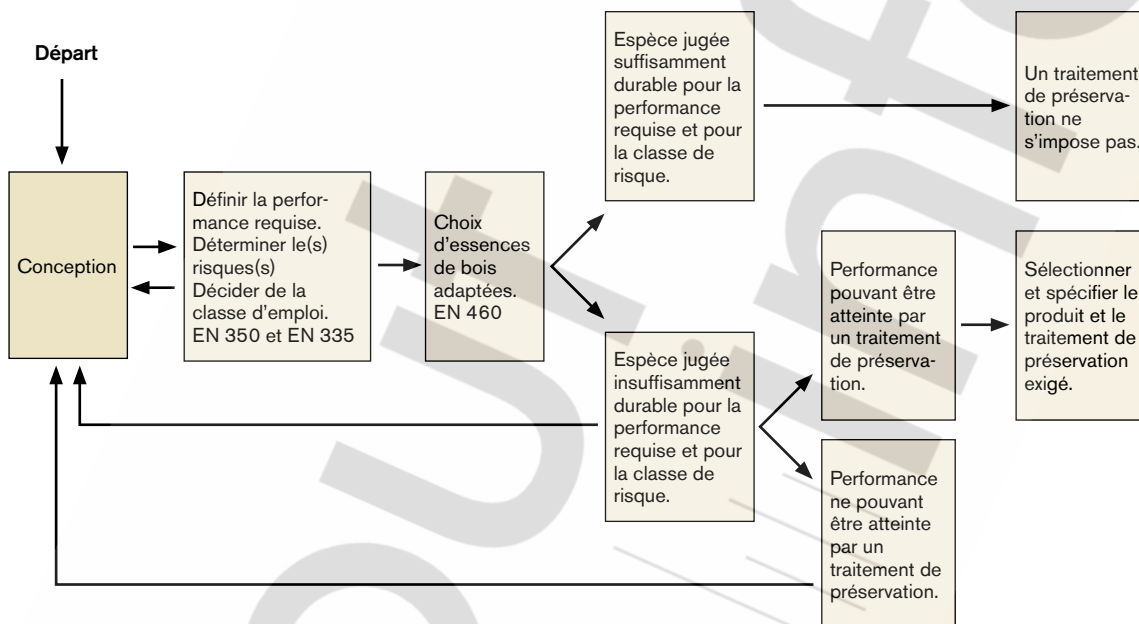 Départ
Conception
Définir la perfor-
mance requise.
Déterminer le(s)
risques(s)
Décider de la
classe d'emploi.
EN 350 et EN 335
Choix
d'essences
de bois
adaptées.
EN 460
Espèce jugée
suffisamment
durable pour la
performance
requise et pour
la classe de
risque.
Un traitement
de préserva-
tion ne
s'impose pas.
Espèce jugée
insuffisamment
durable pour la
performance
requise et pour
la classe de
risque.
Performance
pouvant être
atteinte par
un traitement
de préserva-
tion.
Sélectionner
et spécifier le
produit et le
traitement de
préservation
exigé.
Performance
ne pouvant
être atteinte
par un
traitement de
préservation.